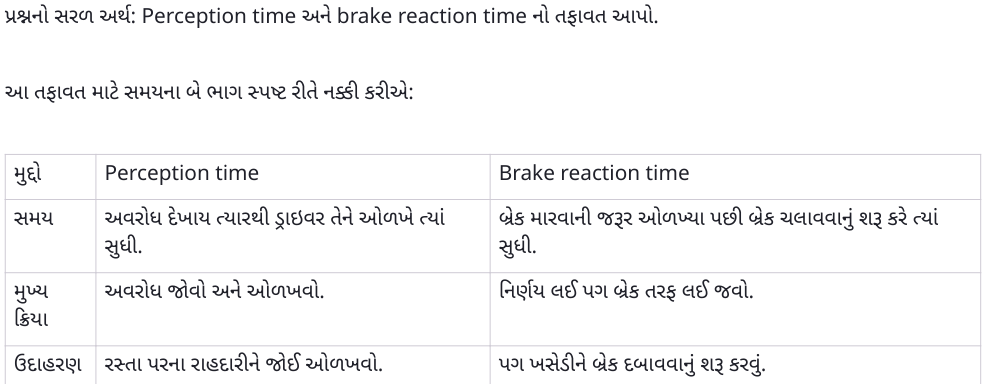 પ્રશ્નનો સરળ અર્થ: Perception time અને brake reaction time નો તફાવત આપો.
આ તફાવત માટે સમયના બે ભાગ સ્પષ્ટ રીતે નક્કી કરીએ:
મુદ્દો Perception time Brake reaction time
સમય અવરોધ દેખાય ત્યારથી ડ્રાઇવર તેને ઓળખે ત્યાં સુધી. બ્રેક મારવાની જરૂર ઓળખ્યા પછી બ્રેક ચલાવવાનું શરૂ કરે ત્યાં સુધી.
મુખ્ય ક્રિયા અવરોધ જોવો અને ઓળખવો. નિર્ણય લઈ પગ બ્રેક તરફ લઈ જવો.
ઉદાહરણ રસ્તા પરના રાહદારીને જોઈ ઓળખવો. પગ ખસેડીને બ્રેક દબાવવાનું શરૂ કરવું.